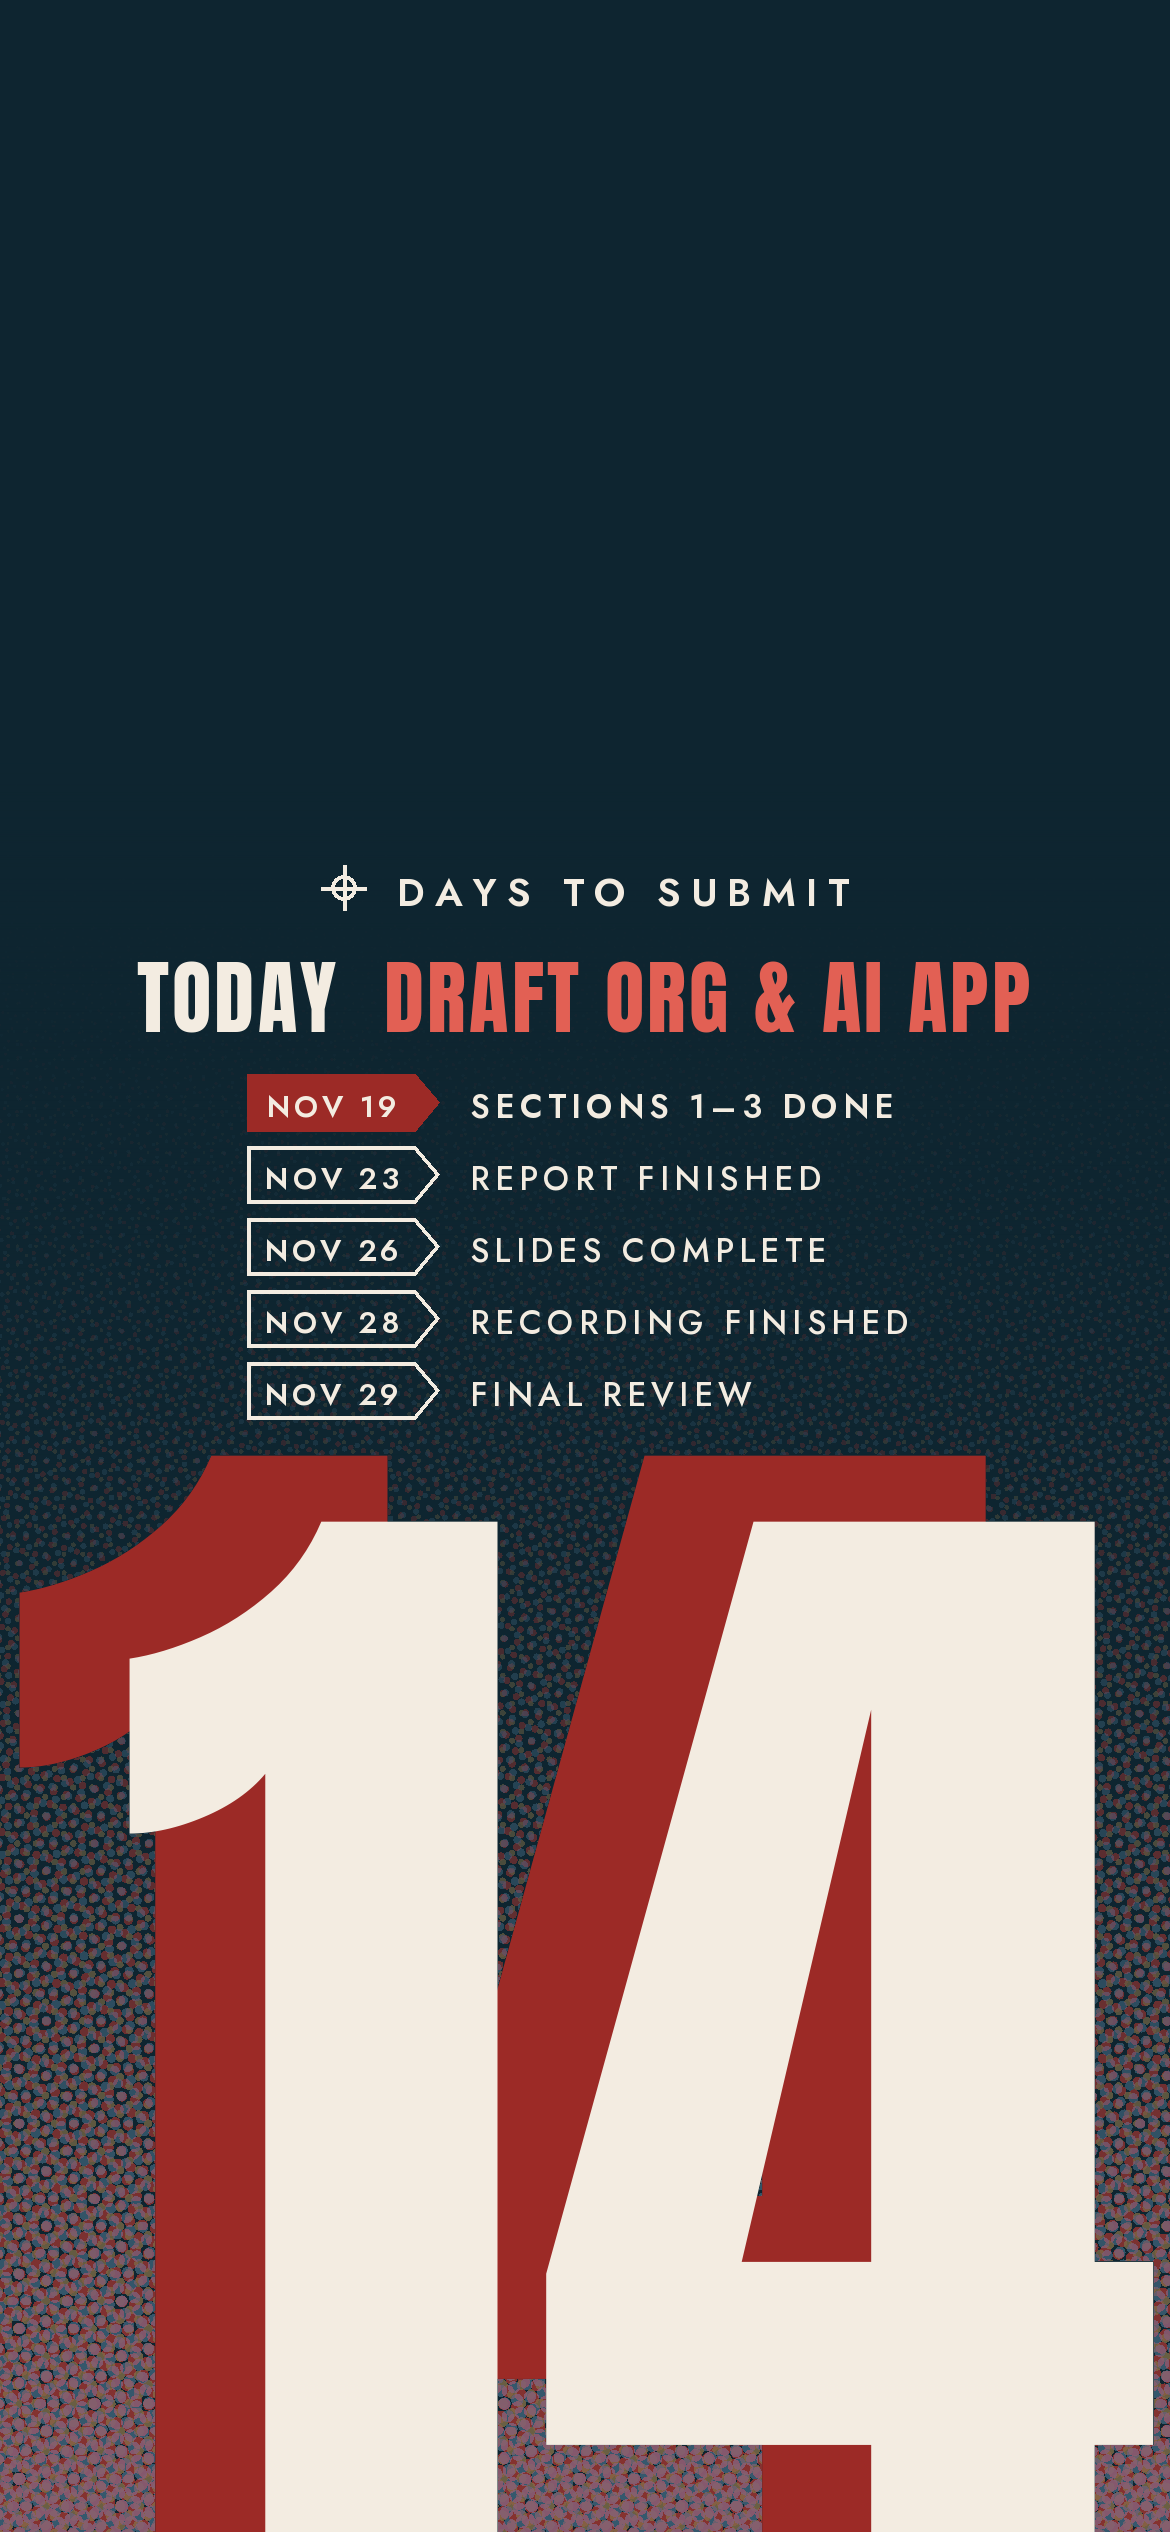 DAYS TO SUBMIT
TODAY DRAFT ORG & AI APP
NOV 19 SECTIONS 1–3 DONE
NOV 23 REPORT FINISHED
NOV 26 SLIDES COMPLETE
NOV 28 RECORDING FINISHED
NOV 29 FINAL REVIEW
14